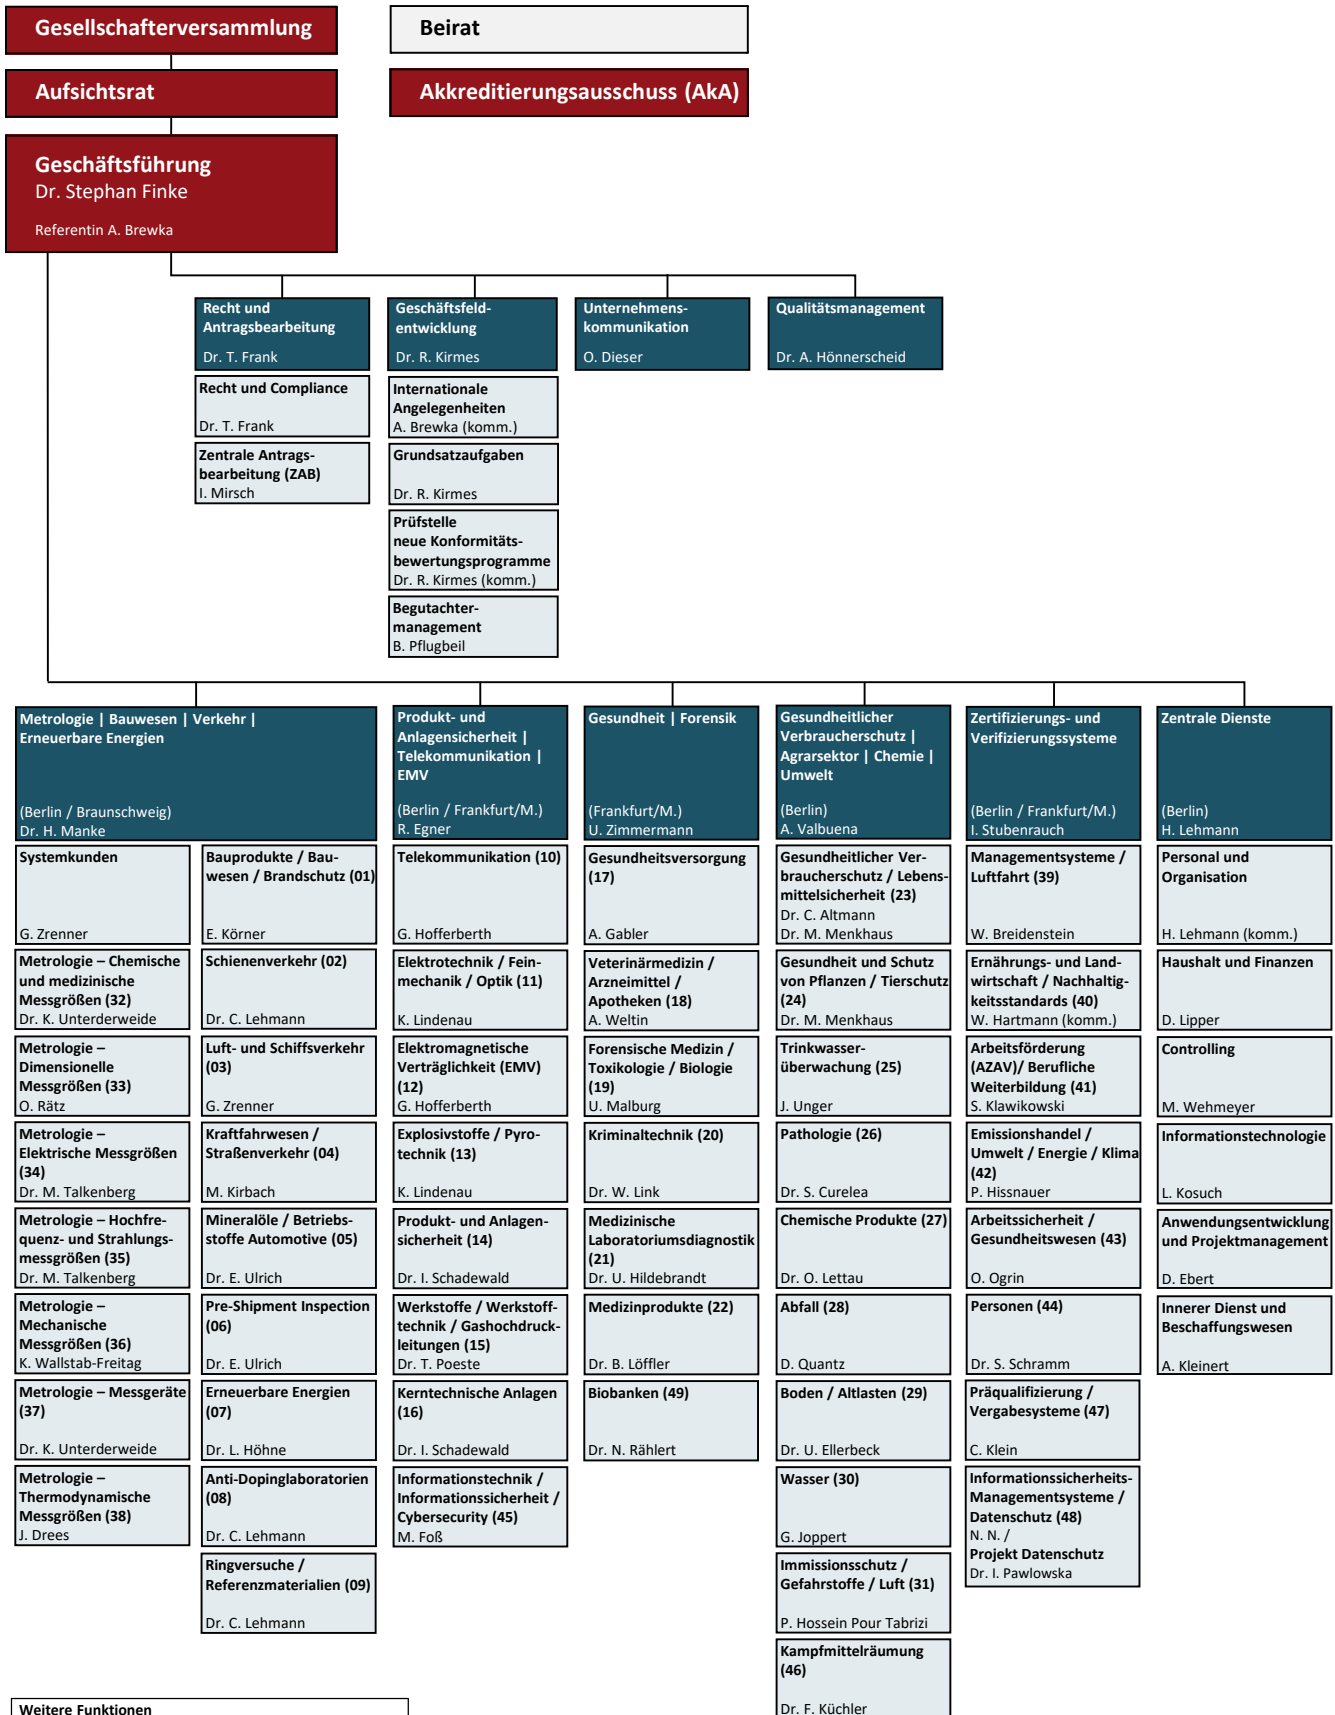 Gesellschafterversammlung
Beirat
Aufsichtsrat
Akkreditierungsausschuss (AkA)
Geschäftsführung
Dr. Stephan Finke
Referentin A. Brewka
Recht und
Antragsbearbeitung
Dr. T. Frank
Recht und Compliance
Dr. T. Frank
Zentrale Antrags-
bearbeitung (ZAB)
I. Mirsch
Geschäftsfeld-
entwicklung
Dr. R. Kirmes
Internationale
Angelegenheiten
A. Brewka (komm.)
Grundsatzaufgaben
Dr. R. Kirmes
Prüfstelle
neue Konformitäts-
bewertungsprogramme
Dr. R. Kirmes (komm.)
Begutachter-
management
B. Pflugbeil
Unternehmens-
kommunikation
O. Dieser
Qualitätsmanagement
Dr. A. Hönnerscheid
Metrologie | Bauwesen | Verkehr |
Erneuerbare Energien
(Berlin / Braunschweig)
Dr. H. Manke
Systemkunden
G. Zrenner
Metrologie – Chemische
und medizinische
Messgrößen (32)
Dr. K. Unterderweide
Metrologie –
Dimensionelle
Messgrößen (33)
O. Rätz
Metrologie –
Elektrische Messgrößen
(34)
Dr. M. Talkenberg
Metrologie – Hochfre-
quenz- und Strahlungs-
messgrößen (35)
Dr. M. Talkenberg
Metrologie –
Mechanische
Messgrößen (36)
K. Wallstab-Freitag
Metrologie – Messgeräte
(37)
Dr. K. Unterderweide
Metrologie –
Thermodynamische
Messgrößen (38)
J. Drees
Bauprodukte / Bau-
wesen / Brandschutz (01)
E. Körner
Schienenverkehr (02)
Dr. C. Lehmann
Luft- und Schiffsverkehr
(03)
G. Zrenner
Kraftfahrwesen /
Straßenverkehr (04)
M. Kirbach
Mineralöle / Betriebs-
stoffe Automotive (05)
Dr. E. Ulrich
Pre-Shipment Inspection
(06)
Dr. E. Ulrich
Erneuerbare Energien
(07)
Dr. L. Höhne
Anti-Dopinglaboratorien
(08)
Dr. C. Lehmann
Ringversuche /
Referenzmaterialien (09)
Dr. C. Lehmann
Produkt- und
Anlagensicherheit |
Telekommunikation |
EMV
(Berlin / Frankfurt/M.)
R. Egner
Telekommunikation (10)
G. Hofferberth
Elektrotechnik / Fein-
mechanik / Optik (11)
K. Lindenau
Elektromagnetische
Verträglichkeit (EMV)
(12)
G. Hofferberth
Explosivstoffe / Pyro-
technik (13)
K. Lindenau
Produkt- und Anlagen-
sicherheit (14)
Dr. I. Schadewald
Werkstoffe / Werkstoff-
technik / Gashochdruck-
leitungen (15)
Dr. T. Poeste
Kerntechnische Anlagen
(16)
Dr. I. Schadewald
Informationstechnik /
Informationssicherheit /
Cybersecurity (45)
M. Foß
Gesundheit | Forensik
(Frankfurt/M.)
U. Zimmermann
Gesundheitsversorgung
(17)
A. Gabler
Veterinärmedizin /
Arzneimittel /
Apotheken (18)
A. Weltin
Forensische Medizin /
Toxikologie / Biologie
(19)
U. Malburg
Kriminaltechnik (20)
Dr. W. Link
Medizinische
Laboratoriumsdiagnostik
(21)
Dr. U. Hildebrandt
Medizinprodukte (22)
Dr. B. Löffler
Biobanken (49)
Dr. N. Rählert
Gesundheitlicher
Verbraucherschutz |
Agrarsektor | Chemie |
Umwelt
(Berlin)
A. Valbuena
Gesundheitlicher Ver-
braucherschutz / Lebens-
mittelsicherheit (23)
Dr. C. Altmann
Dr. M. Menkhaus
Gesundheit und Schutz
von Pflanzen / Tierschutz
(24)
Dr. M. Menkhaus
Trinkwasser-
überwachung (25)
J. Unger
Pathologie (26)
Dr. S. Curelea
Chemische Produkte (27)
Dr. O. Lettau
Abfall (28)
D. Quantz
Boden / Altlasten (29)
Dr. U. Ellerbeck
Wasser (30)
G. Joppert
Immissionsschutz /
Gefahrstoffe / Luft (31)
P. Hossein Pour Tabrizi
Kampfmittelräumung
(46)
Dr. F. Küchler
Zertifizierungs- und
Verifizierungssysteme
(Berlin / Frankfurt/M.)
I. Stubenrauch
Managementsysteme /
Luftfahrt (39)
W. Breidenstein
Ernährungs- und Land-
wirtschaft / Nachhaltig-
keitsstandards (40)
W. Hartmann (komm.)
Arbeitsförderung
(AZAV)/ Berufliche
Weiterbildung (41)
S. Klawikowski
Emissionshandel /
Umwelt / Energie / Klima
(42)
P. Hissnauer
Arbeitssicherheit /
Gesundheitswesen (43)
O. Ogrin
Personen (44)
Dr. S. Schramm
Präqualifizierung /
Vergabesysteme (47)
C. Klein
Informationssicherheits-
Managementsysteme /
Datenschutz (48)
N. N. /
Projekt Datenschutz
Dr. I. Pawlowska
Zentrale Dienste
(Berlin)
H. Lehmann
Personal und
Organisation
H. Lehmann (komm.)
Haushalt und Finanzen
D. Lipper
Controlling
M. Wehmeyer
Informationstechnologie
L. Kosuch
Anwendungsentwicklung
und Projektmanagement
D. Ebert
Innerer Dienst und
Beschaffungswesen
A. Kleinert
Weitere Funktionen